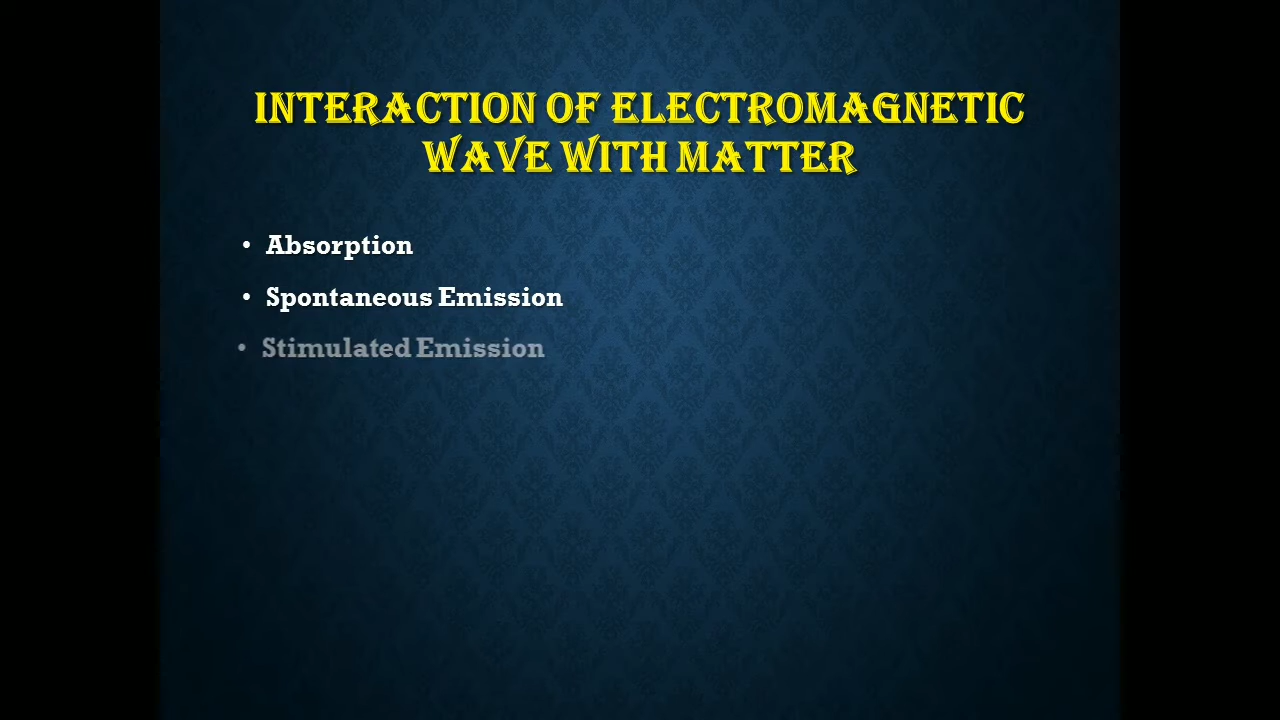 INTERACTION OF ELECTROMAGNETIC
WAVE WITH MATTER
• Absorption
• Spontaneous Emission
• Stimulated Emission